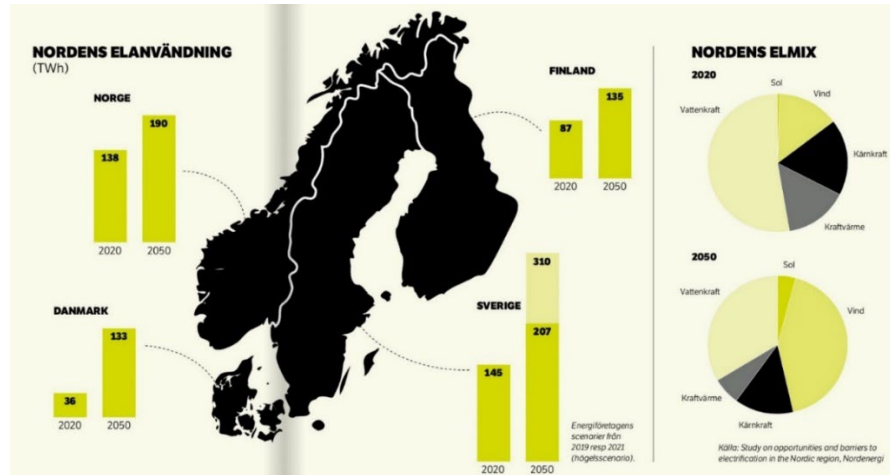 NORDENS ELANVÄNDNING
(TWh)
NORGE
138
190
2020
2050
DANMARK
36
133
2020
2050
FINLAND
87
135
2020
2050
SVERIGE
145
310
207
2020
2050
Energiföretagens
scenarier från
2019 resp 2021
(högelsscenario).
NORDENS ELMIX
2020
Sol
Vind
Vattenkraft
Kärnkraft
Kraftvärme
2050
Sol
Vattenkraft
Vind
Kraftvärme
Kärnkraft
Källa: Study on opportunities and barriers to
electrification in the Nordic region, Nordenergi